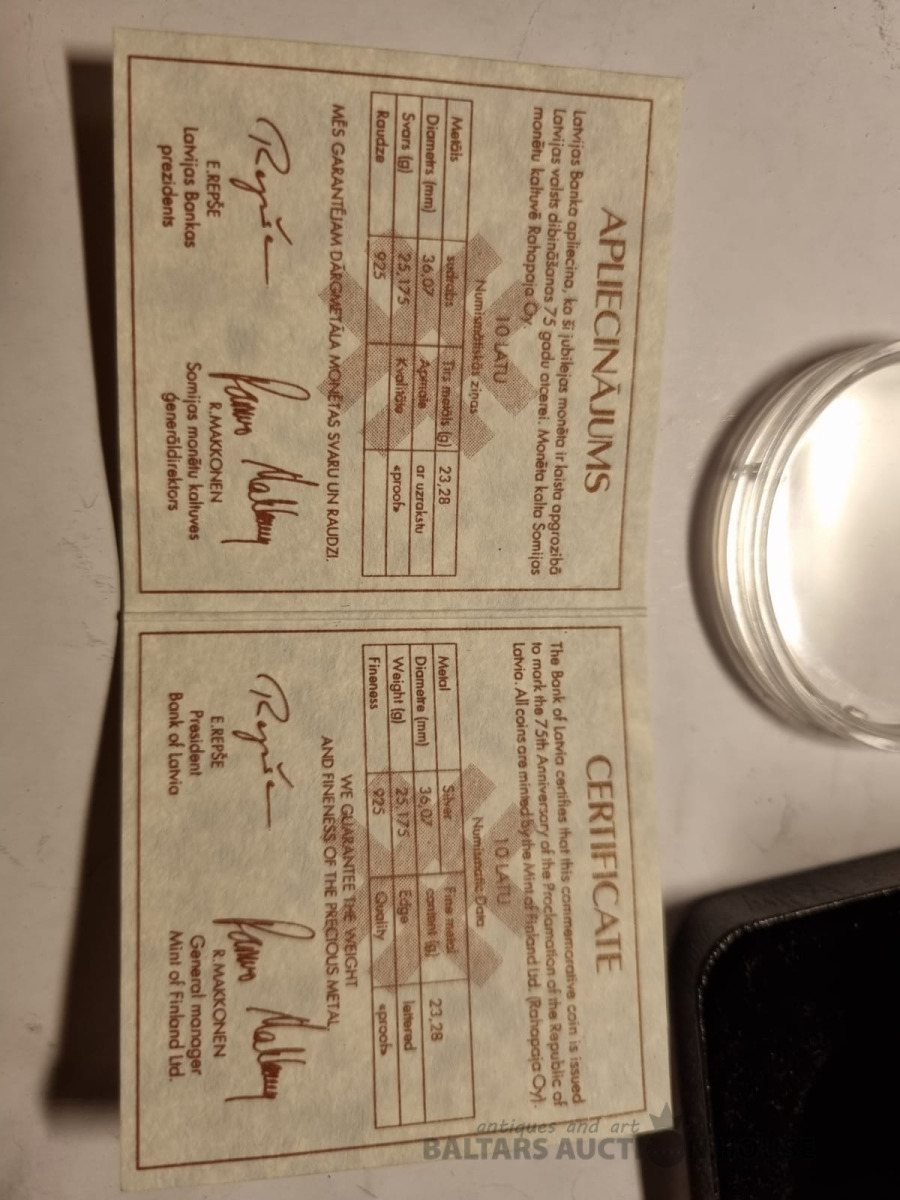 APLIECINĀJUMS
Latvijas Banka apliecina, ka šī jubilejas monēta ir laista apgrozībā
Latvijas valsts dibināšanas 75 gadu atcerei. Monēta kalta Somijas
monētu kaltuvē Rahapaja Oy.
10 LATU
Numismātiskās ziņas
Metāls sudrabs Tīrs metāls (g) 23,28
Diametrs (mm) 36,07 Apmale ar uzrakstu
Svars (g) 25,175 Kvalitāte «proof»
Raudze 925
MĒS GARANTĒJAM DĀRGMETĀLA MONĒTAS SVARU UN RAUDZI.
E.REPŠE R.MAKKONEN
Latvijas Bankas Somijas monētu kaltuves
prezidents ģenerāldirektors
CERTIFICATE
The Bank of Latvia certifies that this commemorative coin is issued
to mark the 75th Anniversary of the Proclamation of the Republic of
Latvia. All coins are minted by the Mint of Finland Ltd. (Rahapaja Oy).
10 LATU
Numismatic Data
Metal Silver Fine metal
Diametre (mm) 36,07 content (g) 23,28
Weight (g) 25,175 Edge lettered
Fineness 925 Quality «proof»
WE GUARANTEE THE WEIGHT
AND FINENESS OF THE PRECIOUS METAL.
E.REPŠE R.MAKKONEN
President General manager
Bank of Latvia Mint of Finland Ltd.
antiques and art
BALTARS